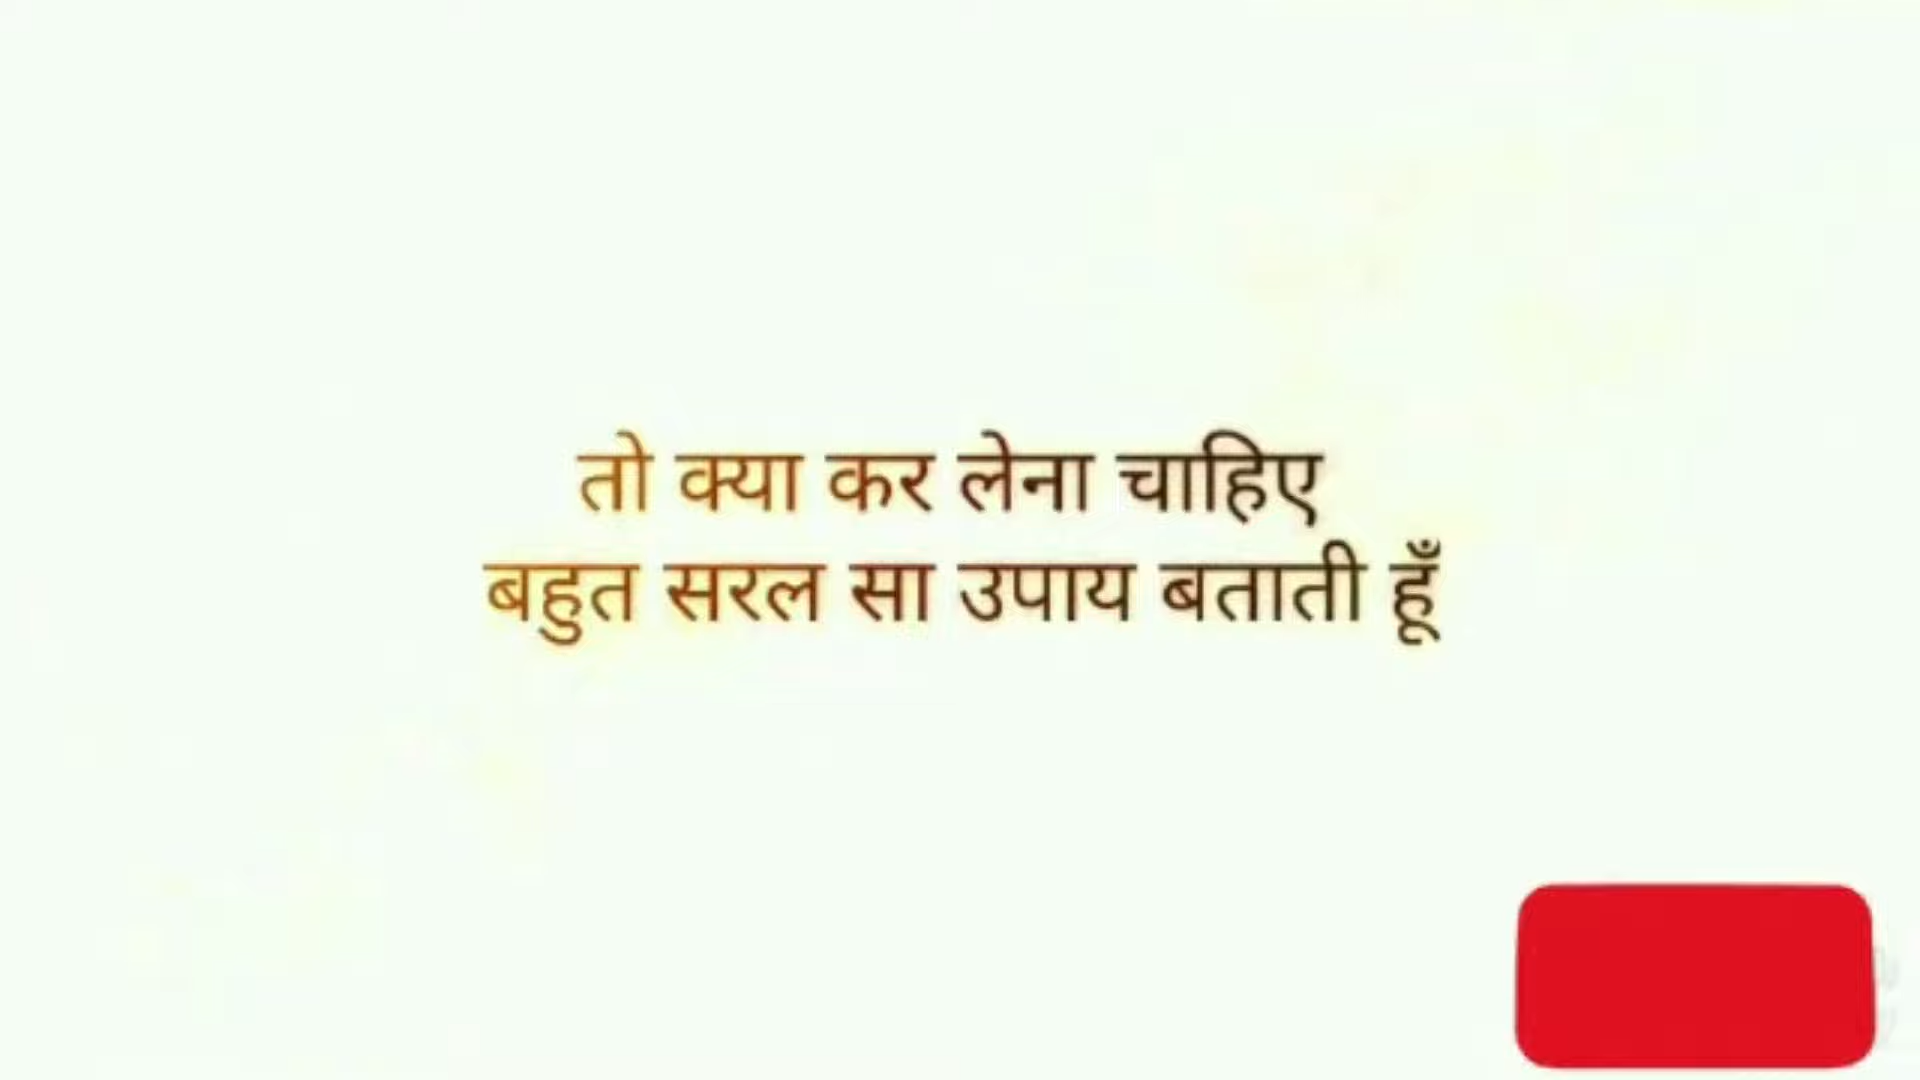 तो क्या कर लेना चाहिए
बहुत सरल सा उपाय बताती हूँ